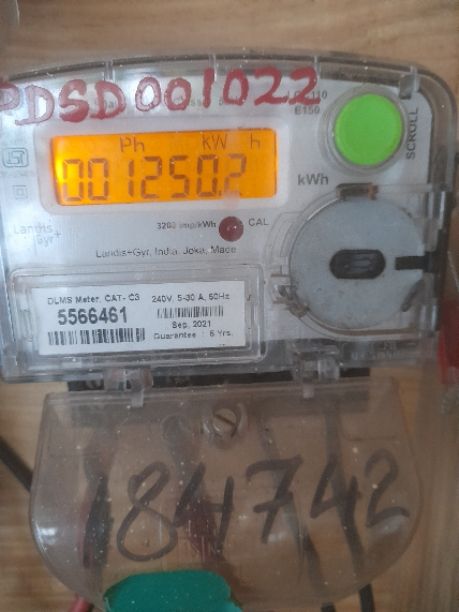 PDSD001022
E150
Ph kW h
001250.2
SCROLL
kWh
Landis+
Gyr
3200 imp/kWh CAL
Landis+Gyr, India, Joka, Made
DLMS Meter, CAT- C3 240V, 5-30 A, 50Hz
5566461
Sep, 2021
Guarantee : 5 Yrs.
184742